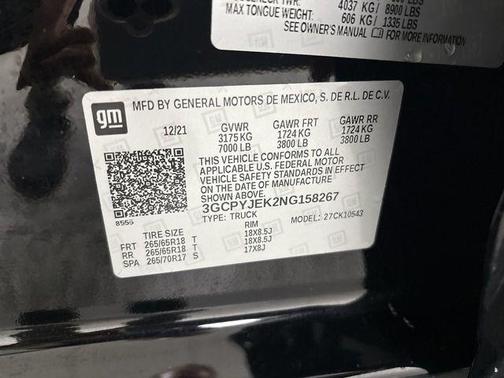 4037 KG/ 8900 LBS
MAX TONGUE WEIGHT: 606 KG/ 1335 LBS
SEE OWNER'S MANUAL FOR MORE INFORMATION
gm
MFD BY GENERAL MOTORS DE MEXICO, S. DE R.L. DE C.V.
12/21 GVWR GAWR FRT GAWR RR
3175 KG 1724 KG 1724 KG
7000 LB 3800 LB 3800 LB
THIS VEHICLE CONFORMS TO ALL
APPLICABLE U.S. FEDERAL MOTOR
VEHICLE SAFETY STANDARDS IN
EFFECT ON THE DATE OF MANUFACTURE
SHOWN ABOVE.
3GCPYJEK2NG158267
8555 TYPE: TRUCK 27CK10543
TIRE SIZE RIM
FRT 265/65R18 T 18X8.5J
RR 265/65R18 T 18X8.5J
SPA 265/70R17 S 17X8J